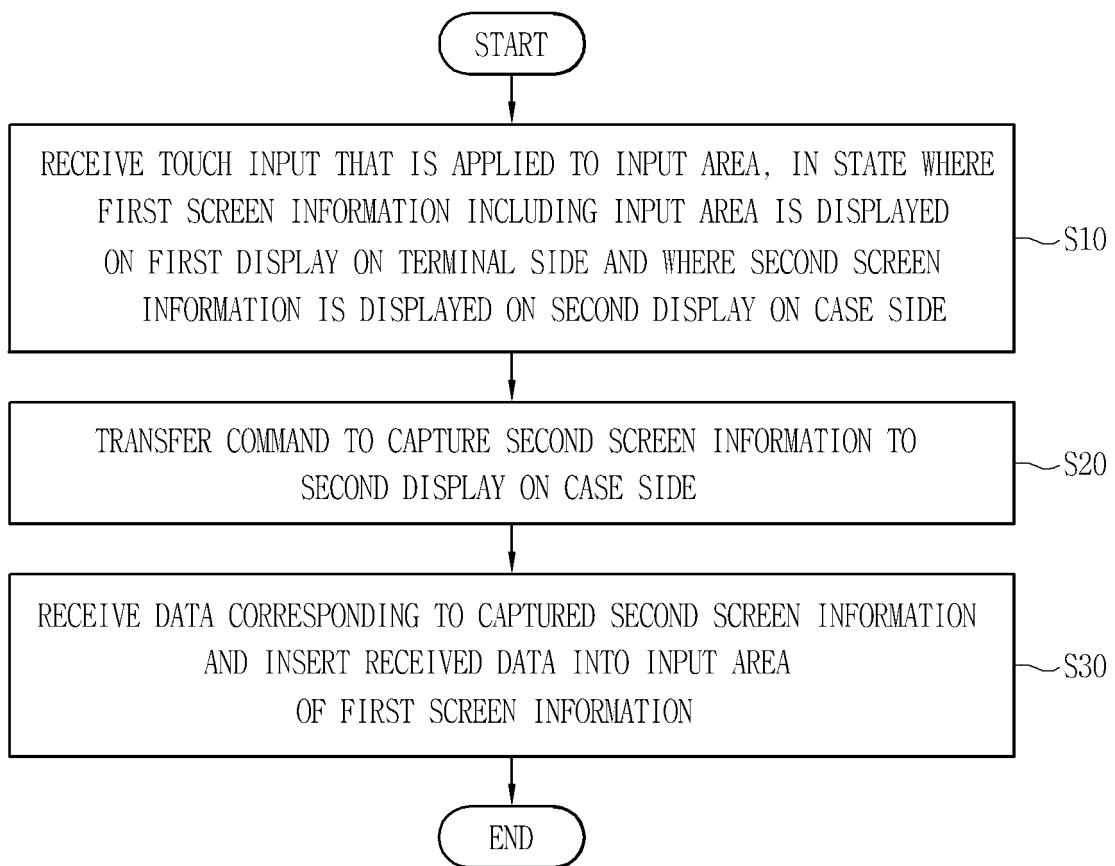 START
RECEIVE TOUCH INPUT THAT IS APPLIED TO INPUT AREA, IN STATE WHERE
FIRST SCREEN INFORMATION INCLUDING INPUT AREA IS DISPLAYED
ON FIRST DISPLAY ON TERMINAL SIDE AND WHERE SECOND SCREEN
INFORMATION IS DISPLAYED ON SECOND DISPLAY ON CASE SIDE
S10
TRANSFER COMMAND TO CAPTURE SECOND SCREEN INFORMATION TO
SECOND DISPLAY ON CASE SIDE
S20
RECEIVE DATA CORRESPONDING TO CAPTURED SECOND SCREEN INFORMATION
AND INSERT RECEIVED DATA INTO INPUT AREA
OF FIRST SCREEN INFORMATION
S30
END